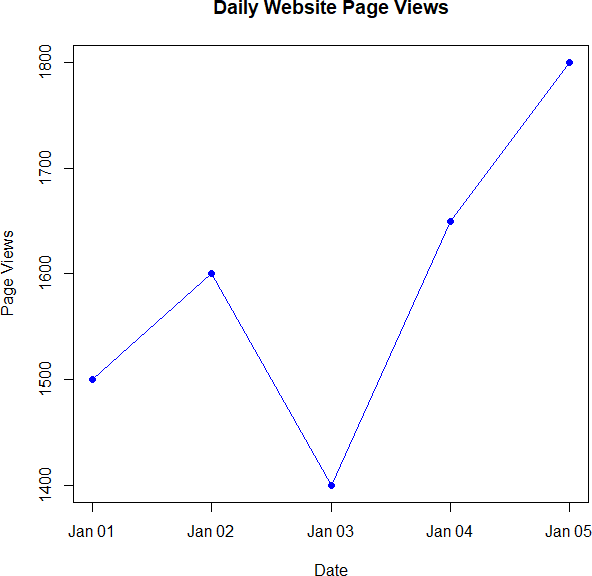 Daily Website Page Views
Page Views
1800
1700
1600
1500
1400
Jan 01 Jan 02 Jan 03 Jan 04 Jan 05
Date